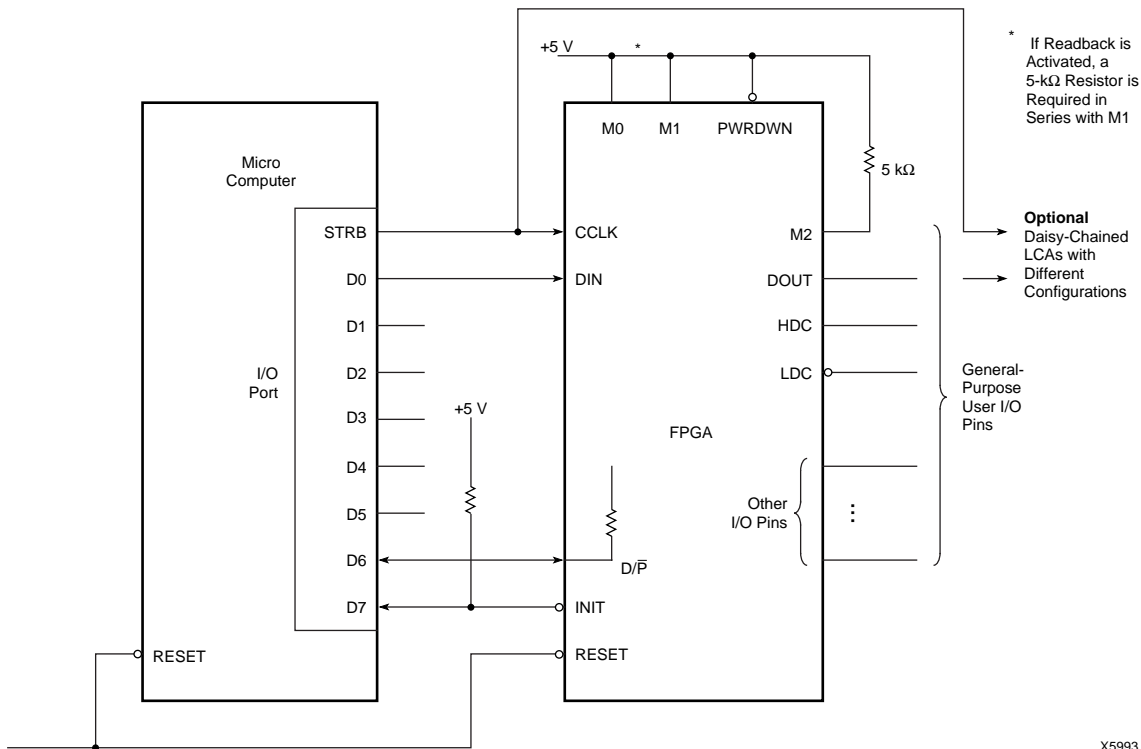 +5 V
*
* If Readback is
Activated, a
5-kΩ Resistor is
Required in
Series with M1
M0
M1
PWRDWN
Micro
Computer
5 kΩ
STRB
CCLK
M2
Optional
Daisy-Chained
LCAs with
Different
Configurations
D0
DIN
DOUT
D1
HDC
D2
LDC
I/O
Port
General-
Purpose
User I/O
Pins
D3
+5 V
FPGA
D4
D5
Other
I/O Pins
⋮
D6
D/P̅
D7
INIT
RESET
RESET
X5993